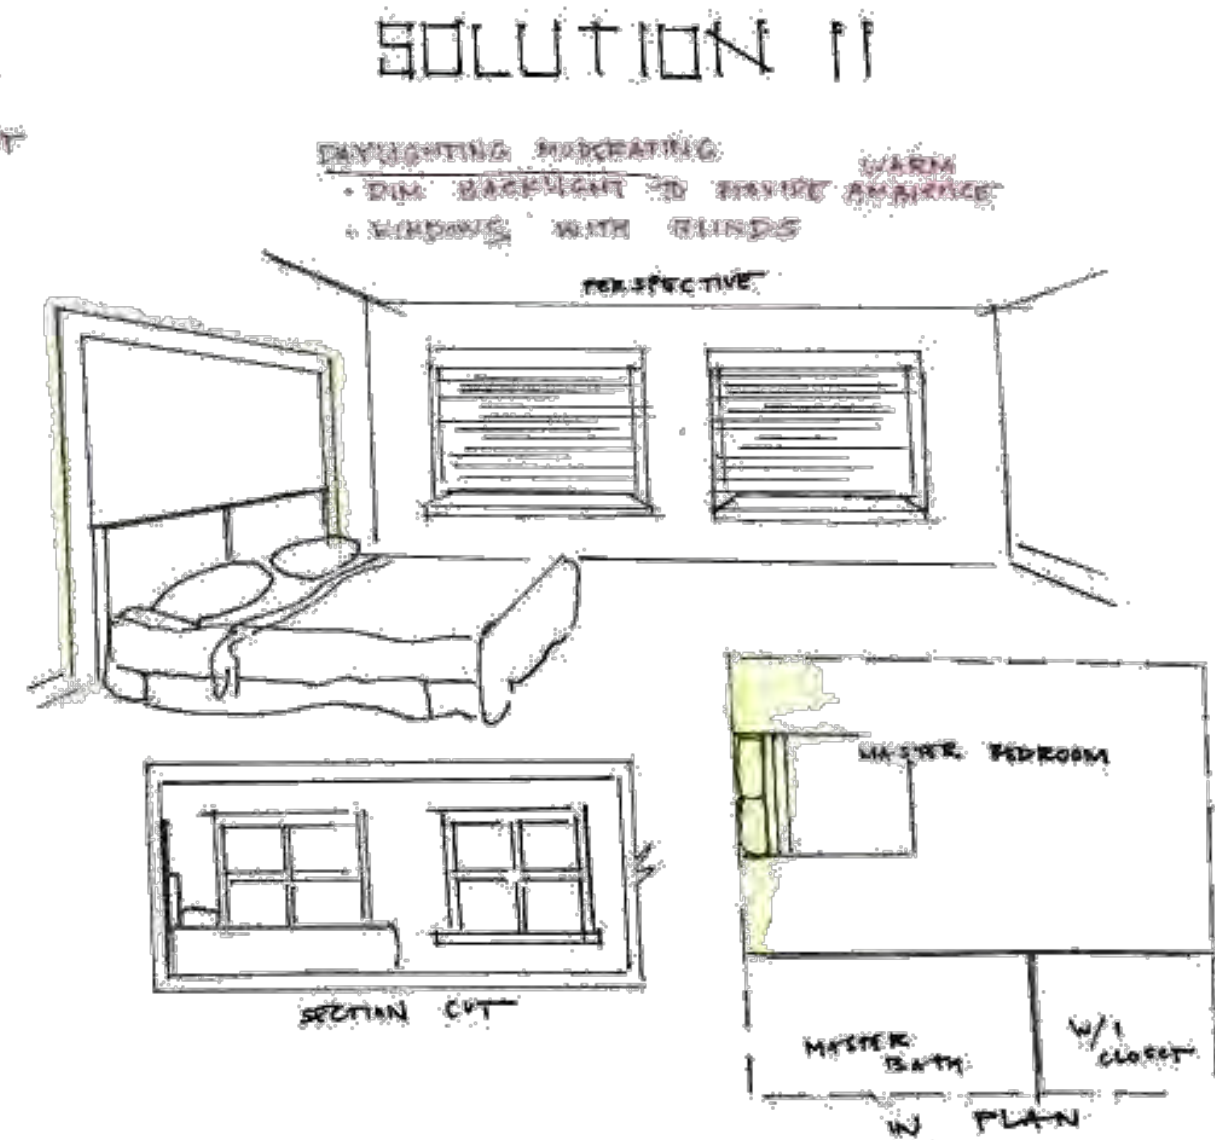 SOLUTION II
DAYLIGHTING MODERATING
• DIM BACKLIGHT TO PROVIDE WARM AMBIENCE
• WINDOWS WITH BLINDS
PERSPECTIVE
MASTER BEDROOM
SECTION CUT
MASTER BATH
W/I CLOSET
IN PLAN